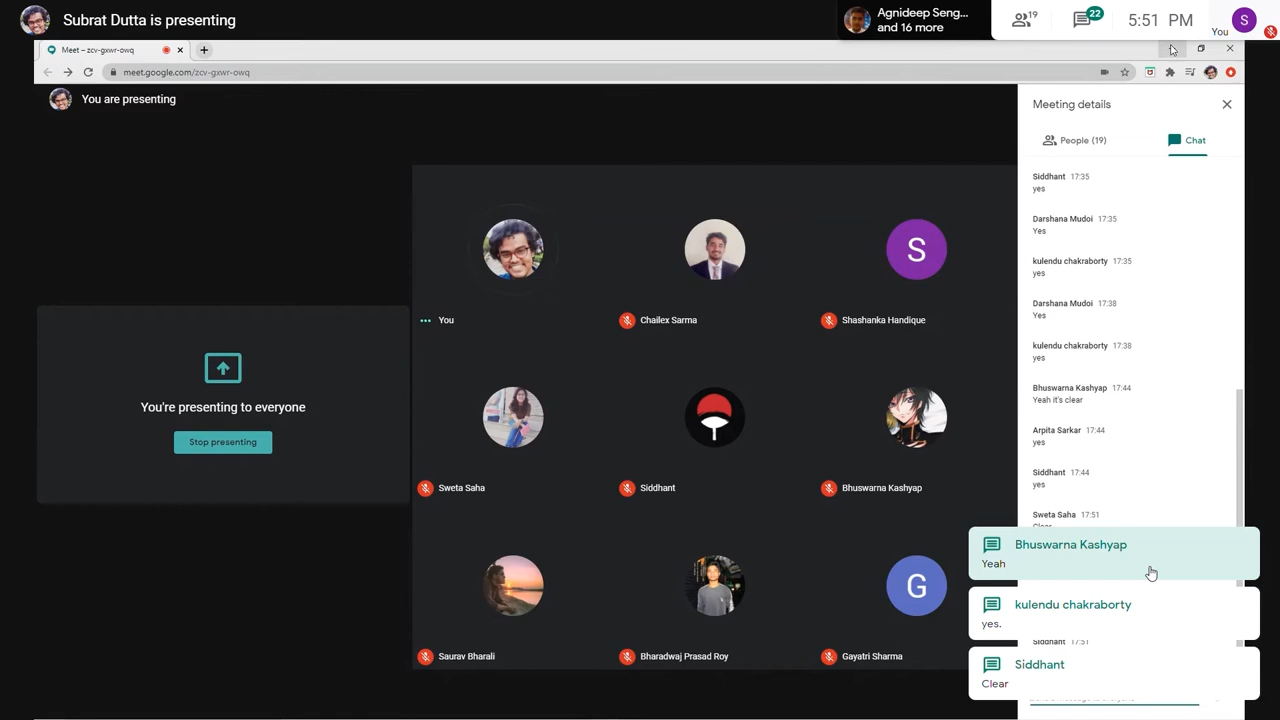 Subrat Dutta is presenting
Agnideep Seng...
and 16 more
19
22
5:51 PM
You
S
Meet – zcv-gxwr-owq
meet.google.com/zcv-gxwr-owq
You are presenting
Meeting details
People (19)
Chat
Siddhant 17:35
yes
Darshana Mudoi 17:35
Yes
kulendu chakraborty 17:35
yes
Darshana Mudoi 17:38
Yes
kulendu chakraborty 17:38
yes
Bhuswarna Kashyap 17:44
Yeah it's clear
Arpita Sarkar 17:44
yes
Siddhant 17:44
yes
Sweta Saha 17:51
Clear
Bhuswarna Kashyap
Yeah
kulendu chakraborty
yes.
Siddhant 17:51
Siddhant
Clear
S
You
Chailex Sarma
Shashanka Handique
You're presenting to everyone
Stop presenting
Sweta Saha
Siddhant
Bhuswarna Kashyap
G
Saurav Bharali
Bharadwaj Prasad Roy
Gayatri Sharma